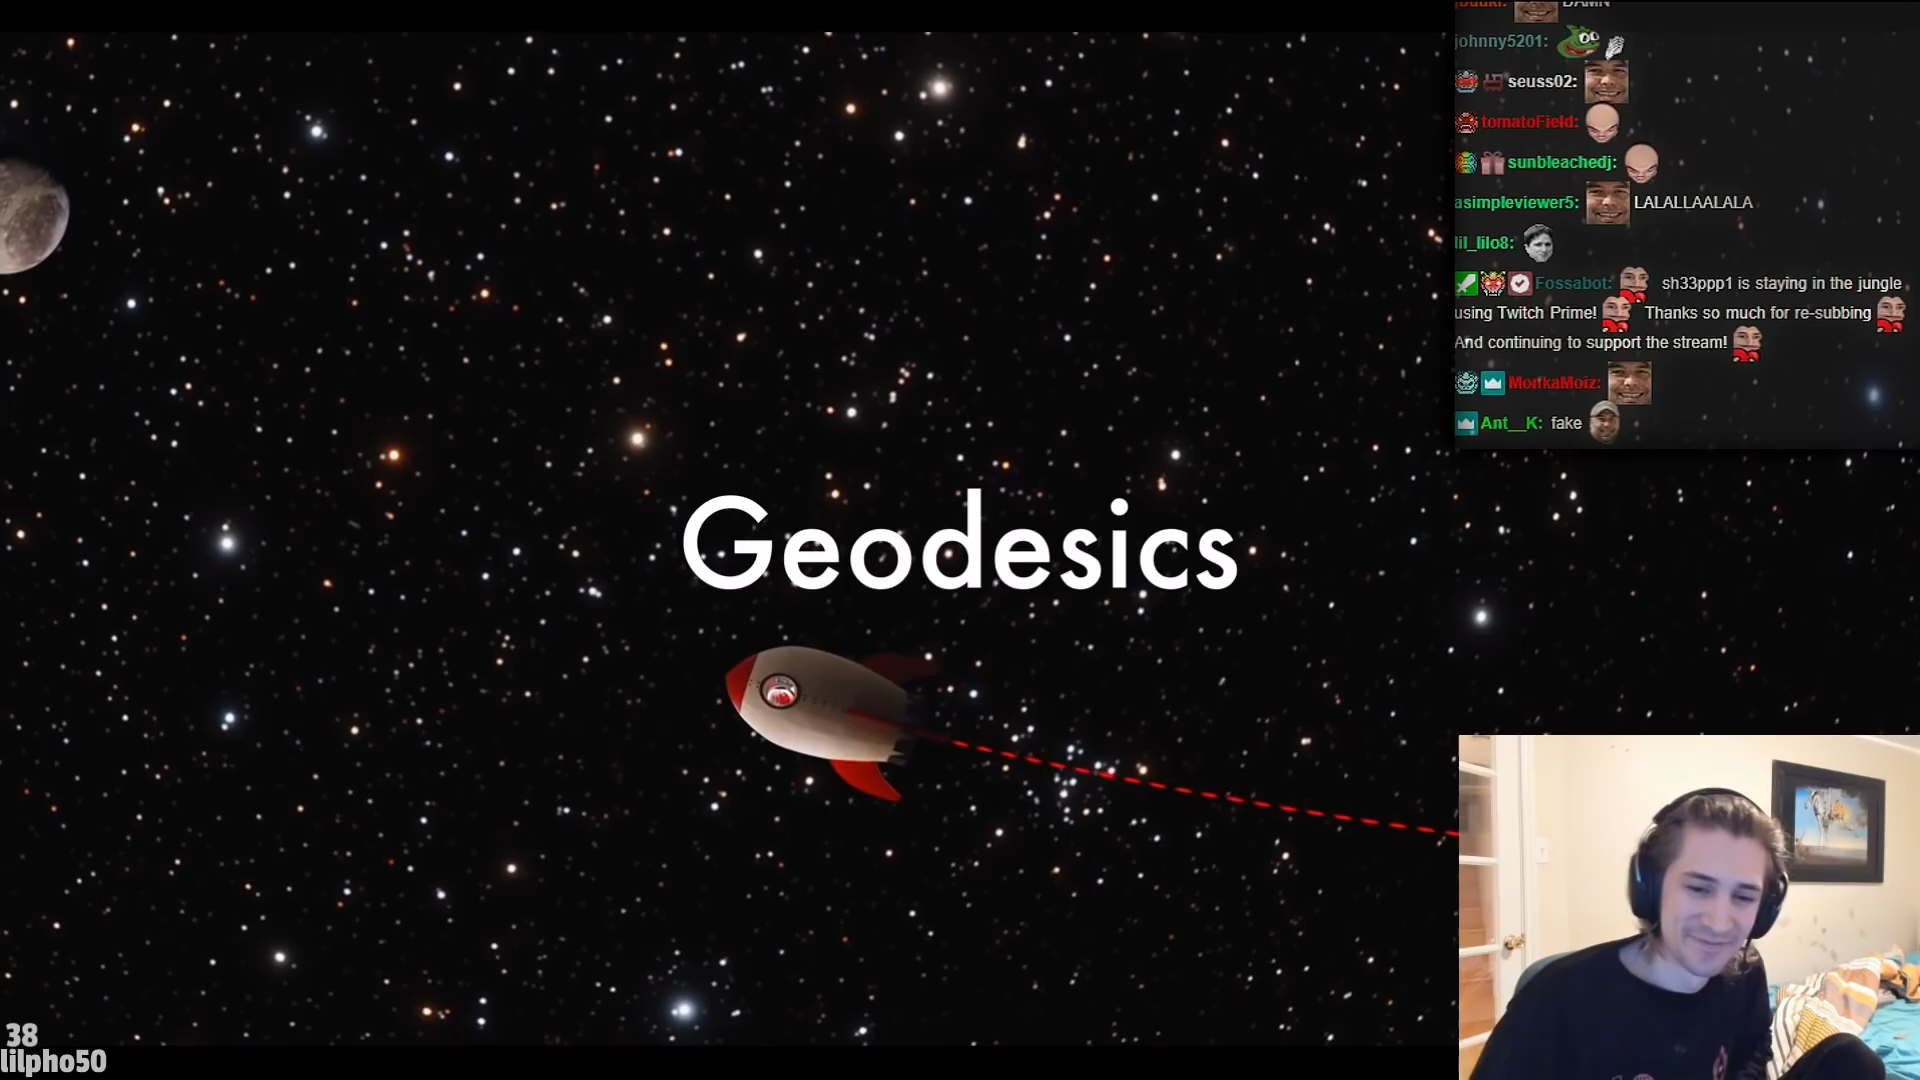 DAMN
johnny5201:
seuss02:
tomatoField:
sunbleachedj:
asimpleviewer5: LALALLAALALA
lil_lilo8:
Fossabot: sh33ppp1 is staying in the jungle
using Twitch Prime! Thanks so much for re-subbing
And continuing to support the stream!
MonkaMoiz:
Ant__K: fake
Geodesics
38
lilpho50